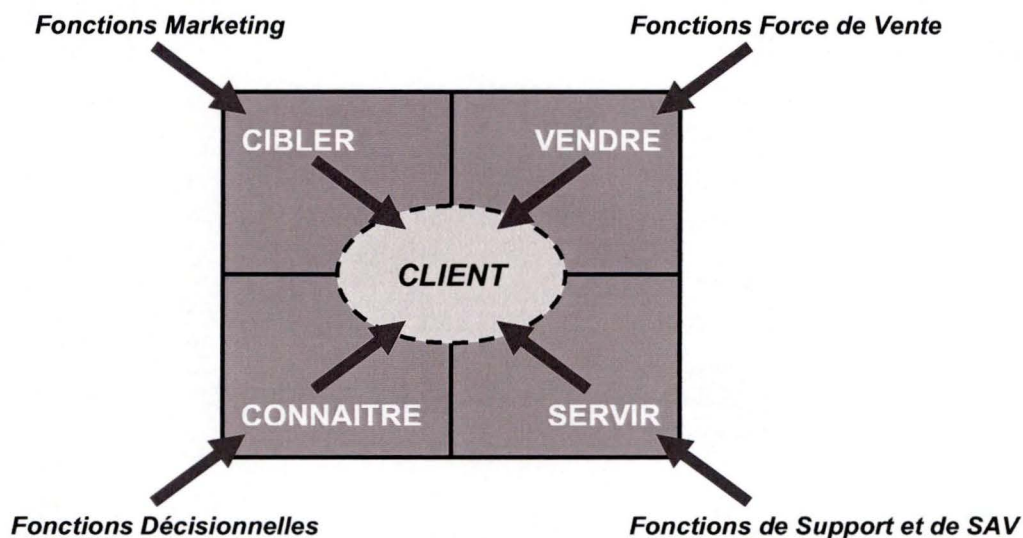 Fonctions Marketing
Fonctions Force de Vente
CIBLER
VENDRE
CLIENT
CONNAITRE
SERVIR
Fonctions Décisionnelles
Fonctions de Support et de SAV